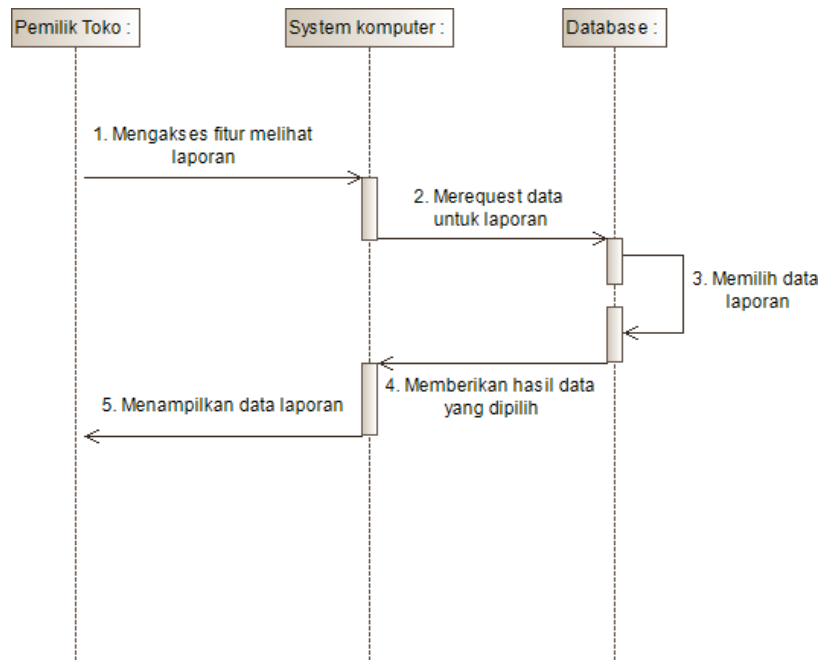 Pemilik Toko :
System komputer :
Database :
1. Mengakses fitur melihat
laporan
2. Merequest data
untuk laporan
3. Memilih data
laporan
4. Memberikan hasil data
yang dipilih
5. Menampilkan data laporan